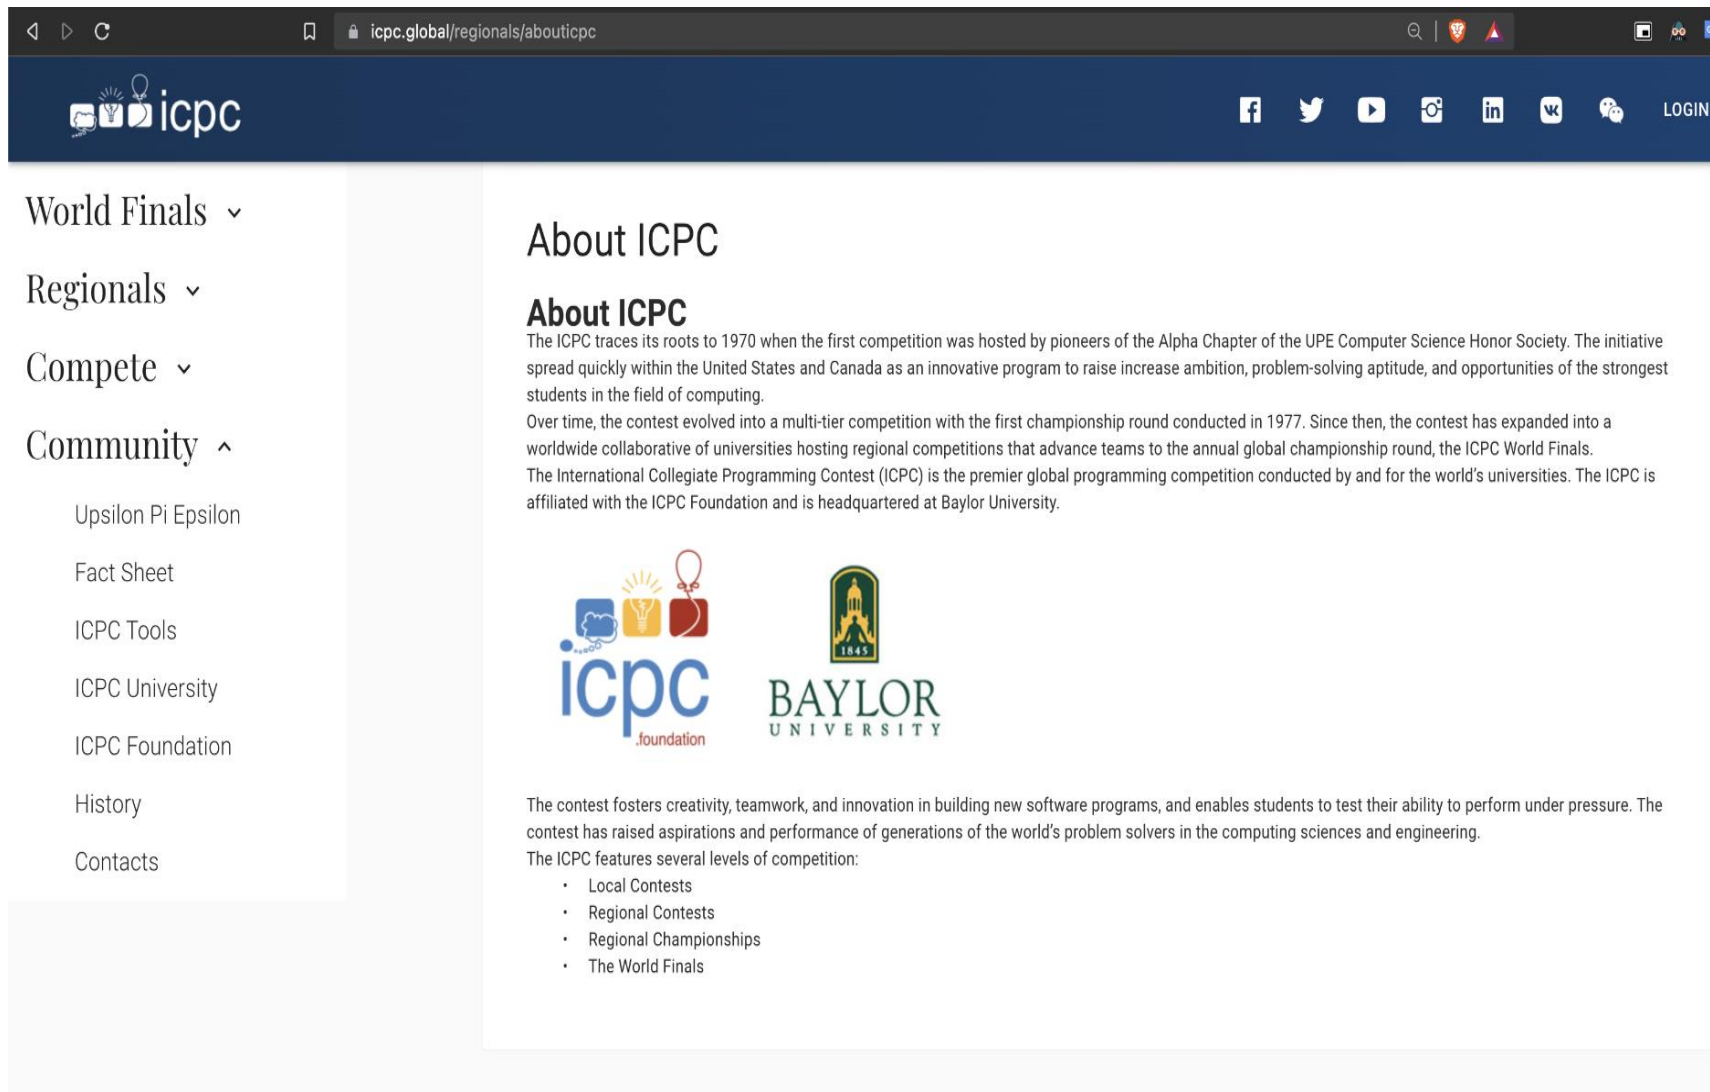 icpc.global/regionals/abouticpc
icpc
LOGIN
World Finals
Regionals
Compete
Community
Upsilon Pi Epsilon
Fact Sheet
ICPC Tools
ICPC University
ICPC Foundation
History
Contacts
About ICPC
About ICPC
The ICPC traces its roots to 1970 when the first competition was hosted by pioneers of the Alpha Chapter of the UPE Computer Science Honor Society. The initiative
spread quickly within the United States and Canada as an innovative program to raise increase ambition, problem-solving aptitude, and opportunities of the strongest
students in the field of computing.
Over time, the contest evolved into a multi-tier competition with the first championship round conducted in 1977. Since then, the contest has expanded into a
worldwide collaborative of universities hosting regional competitions that advance teams to the annual global championship round, the ICPC World Finals.
The International Collegiate Programming Contest (ICPC) is the premier global programming competition conducted by and for the world's universities. The ICPC is
affiliated with the ICPC Foundation and is headquartered at Baylor University.
icpc
.foundation
1845
BAYLOR
UNIVERSITY
The contest fosters creativity, teamwork, and innovation in building new software programs, and enables students to test their ability to perform under pressure. The
contest has raised aspirations and performance of generations of the world's problem solvers in the computing sciences and engineering.
The ICPC features several levels of competition:
• Local Contests
• Regional Contests
• Regional Championships
• The World Finals